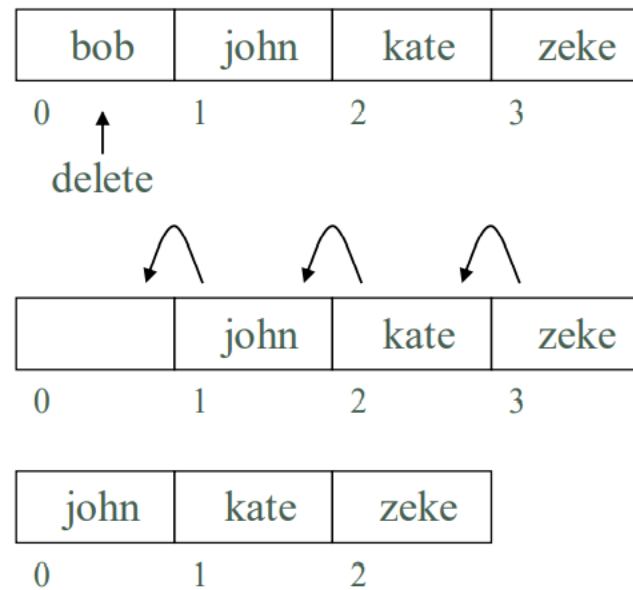 bob john kate zeke
0 1 2 3
delete
john kate zeke
0 1 2 3
john kate zeke
0 1 2